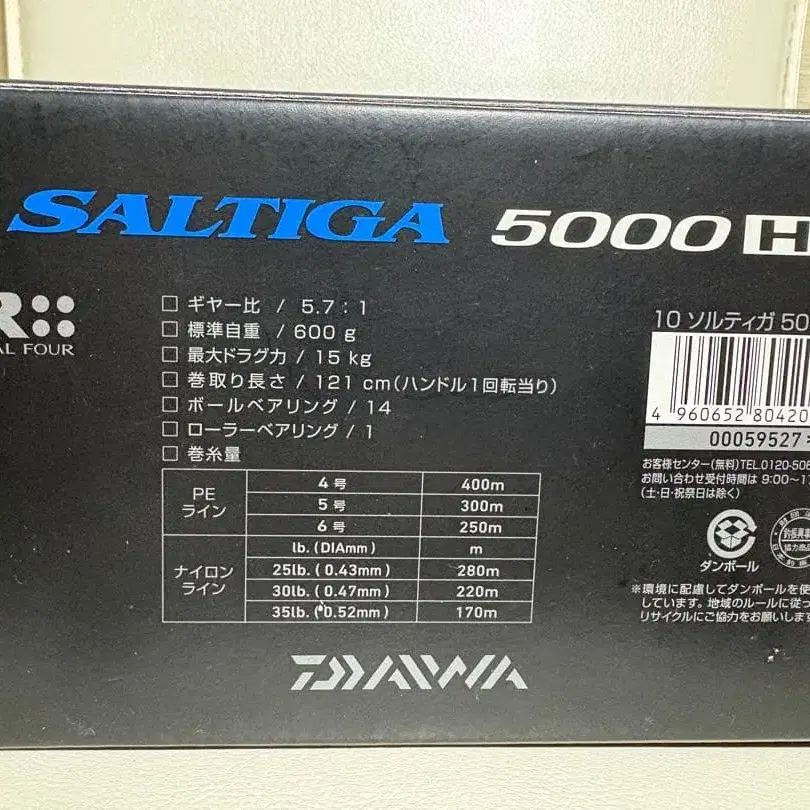 SALTIGA 5000 H
R
AL FOUR
□ ギヤー比 / 5.7:1
□ 標準自重 / 600 g
□ 最大ドラグ力 / 15 kg
□ 巻取り長さ / 121 cm(ハンドル1回転当り)
□ ボールベアリング / 14
□ ローラーベアリング / 1
□ 巻糸量
PE
ライン
4号 400m
5号 300m
6号 250m
ナイロン
ライン
lb.(DIAmm) m
25lb.(0.43mm) 280m
30lb.(0.47mm) 220m
35lb.(0.52mm) 170m
DAIWA
10 ソルティガ 50
4 960652 80420
00059527
お客様センター(無料)TEL.0120-506
お問い合わせ受付時間は 9:00~17
(土・日・祝祭日は除く)
ダンボール
協力商品
※環境に配慮してダンボールを使
しています。地域のルールに従っ
リサイクルにご協力をお願いします